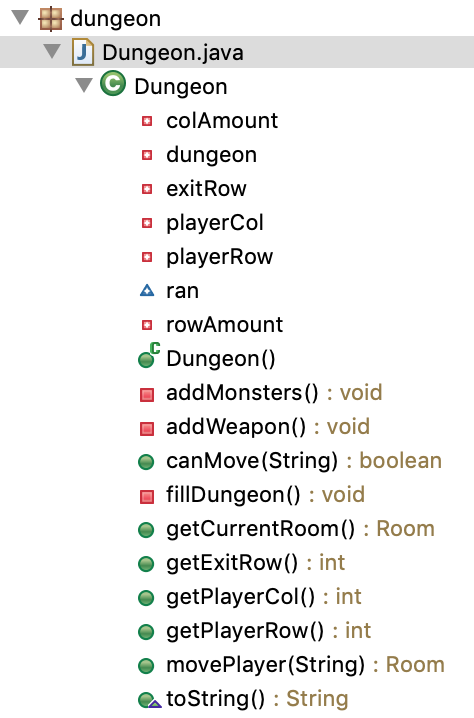 dungeon
Dungeon.java
Dungeon
colAmount
dungeon
exitRow
playerCol
playerRow
ran
rowAmount
Dungeon()
addMonsters() : void
addWeapon() : void
canMove(String) : boolean
fillDungeon() : void
getCurrentRoom() : Room
getExitRow() : int
getPlayerCol() : int
getPlayerRow() : int
movePlayer(String) : Room
toString() : String